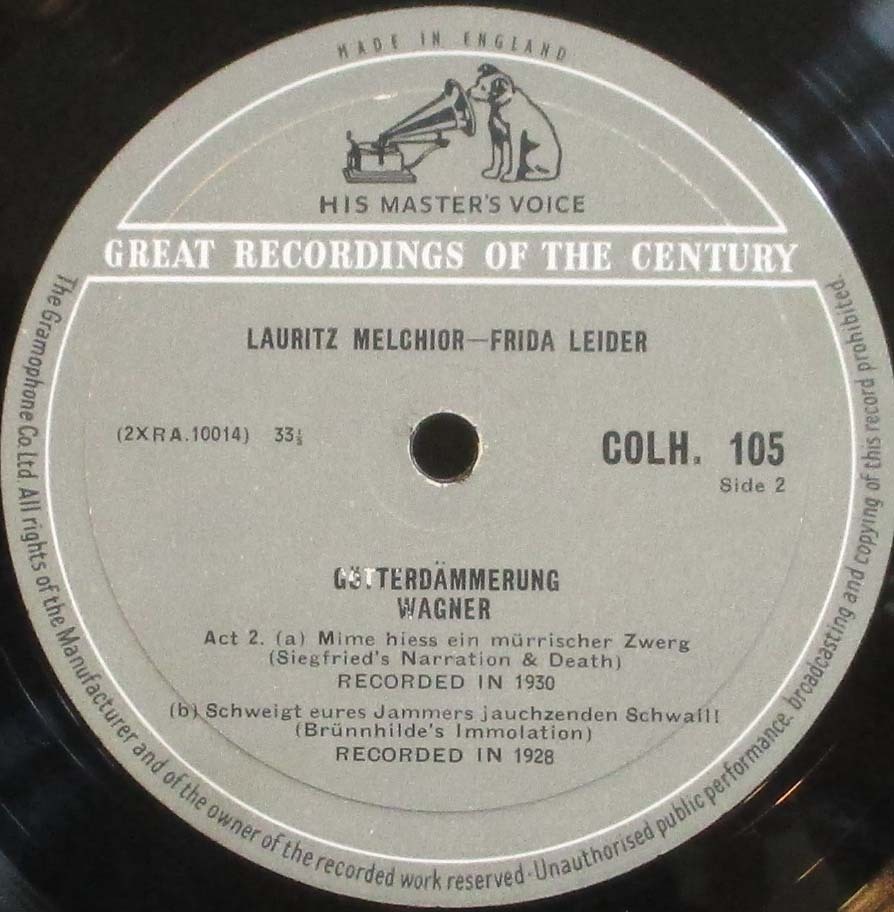 MADE IN ENGLAND
HIS MASTER'S VOICE
GREAT RECORDINGS OF THE CENTURY
LAURITZ MELCHIOR—FRIDA LEIDER
(2XRA.10014) 33⅓
COLH. 105
Side 2
GÖTTERDÄMMERUNG
WAGNER
Act 2. (a) Mime hiess ein mürrischer Zwerg
(Siegfried's Narration & Death)
RECORDED IN 1930
(b) Schweigt eures Jammers jauchzenden Schwall!
(Brünnhilde's Immolation)
RECORDED IN 1928
The Gramophone Co. Ltd. All rights of the Manufacturer and of the owner of the recorded work reserved · Unauthorised public performance, broadcasting and copying of this record prohibited.